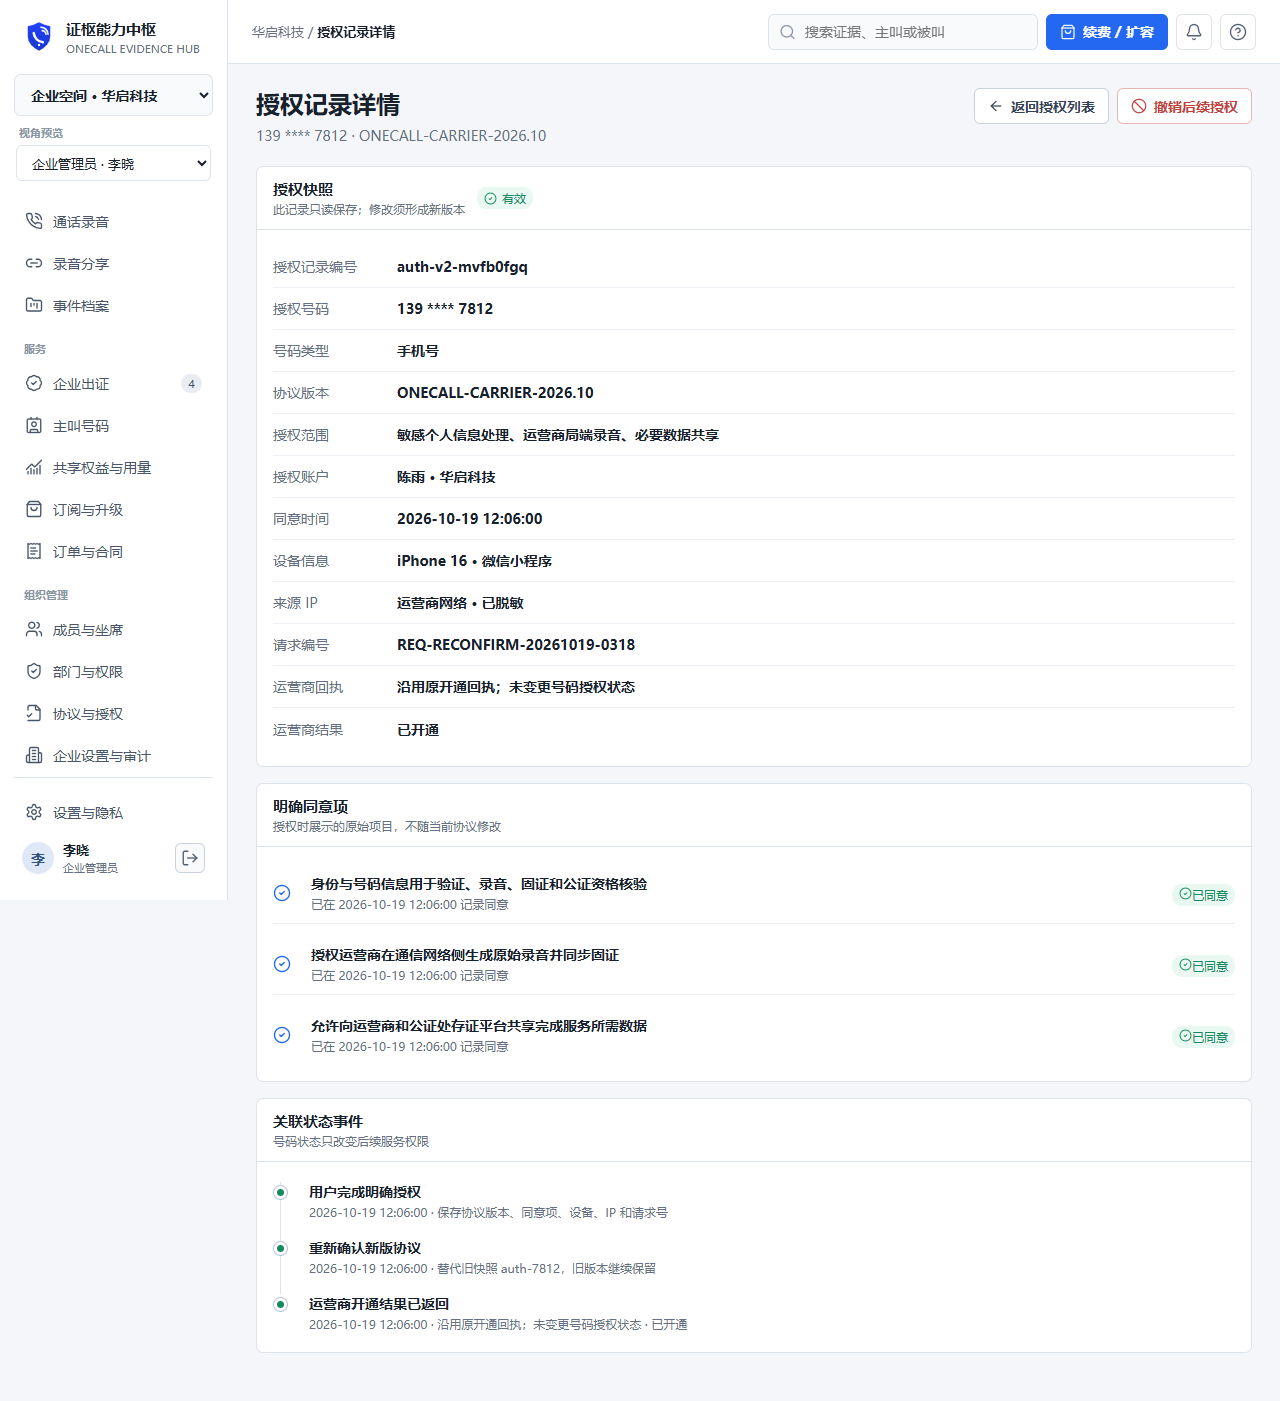 证枢能力中枢
ONECALL EVIDENCE HUB
企业空间 • 华启科技
视角预览
企业管理员 · 李晓
通话录音
录音分享
事件档案
服务
企业出证 4
主叫号码
共享权益与用量
订阅与升级
订单与合同
组织管理
成员与坐席
部门与权限
协议与授权
企业设置与审计
设置与隐私
李
李晓
企业管理员
华启科技 / 授权记录详情
搜索证据、主叫或被叫
续费 / 扩容
授权记录详情
139 **** 7812 · ONECALL-CARRIER-2026.10
返回授权列表
撤销后续授权
授权快照
此记录只读保存；修改须形成新版本
有效
授权记录编号 auth-v2-mvfb0fgq
授权号码 139 **** 7812
号码类型 手机号
协议版本 ONECALL-CARRIER-2026.10
授权范围 敏感个人信息处理、运营商局端录音、必要数据共享
授权账户 陈雨 • 华启科技
同意时间 2026-10-19 12:06:00
设备信息 iPhone 16 • 微信小程序
来源 IP 运营商网络 • 已脱敏
请求编号 REQ-RECONFIRM-20261019-0318
运营商回执 沿用原开通回执；未变更号码授权状态
运营商结果 已开通
明确同意项
授权时展示的原始项目，不随当前协议修改
身份与号码信息用于验证、录音、固证和公证资格核验
已在 2026-10-19 12:06:00 记录同意
已同意
授权运营商在通信网络侧生成原始录音并同步固证
已在 2026-10-19 12:06:00 记录同意
已同意
允许向运营商和公证处存证平台共享完成服务所需数据
已在 2026-10-19 12:06:00 记录同意
已同意
关联状态事件
号码状态只改变后续服务权限
用户完成明确授权
2026-10-19 12:06:00 · 保存协议版本、同意项、设备、IP 和请求号
重新确认新版协议
2026-10-19 12:06:00 · 替代旧快照 auth-7812，旧版本继续保留
运营商开通结果已返回
2026-10-19 12:06:00 · 沿用原开通回执；未变更号码授权状态 · 已开通